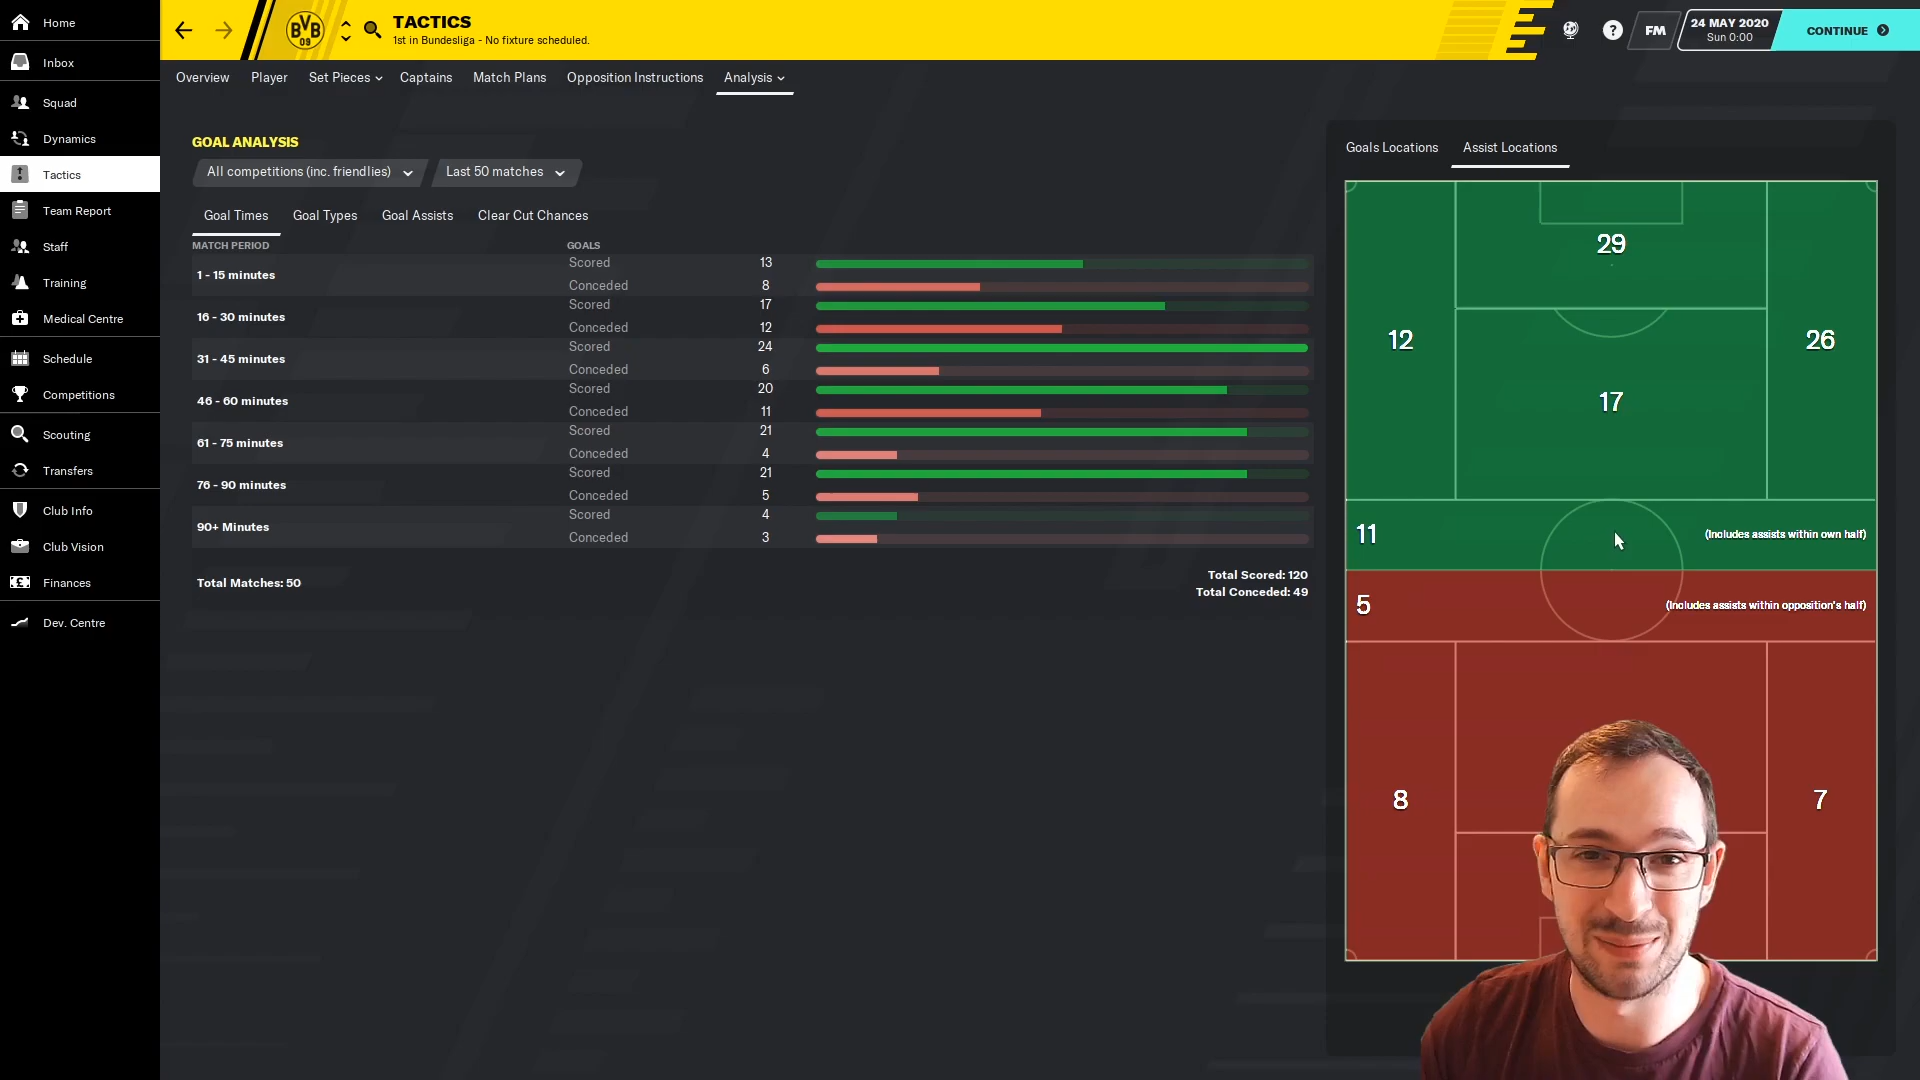 Home
Inbox
Squad
Dynamics
Tactics
Team Report
Staff
Training
Medical Centre
Schedule
Competitions
Scouting
Transfers
Club Info
Club Vision
Finances
Dev. Centre
BVB
09
TACTICS
1st in Bundesliga - No fixture scheduled.
?
FM
24 MAY 2020
Sun 0:00
CONTINUE
Overview Player Set Pieces Captains Match Plans Opposition Instructions Analysis
GOAL ANALYSIS
All competitions (inc. friendlies) Last 50 matches
Goal Times Goal Types Goal Assists Clear Cut Chances
MATCH PERIOD GOALS
1 - 15 minutes
Scored 13
Conceded 8
16 - 30 minutes
Scored 17
Conceded 12
31 - 45 minutes
Scored 24
Conceded 6
46 - 60 minutes
Scored 20
Conceded 11
61 - 75 minutes
Scored 21
Conceded 4
76 - 90 minutes
Scored 21
Conceded 5
90+ Minutes
Scored 4
Conceded 3
Total Matches: 50
Total Scored: 120
Total Conceded: 49
Goals Locations Assist Locations
29
12 26
17
11 (Includes assists within own half)
5 (Includes assists within opposition's half)
8 7